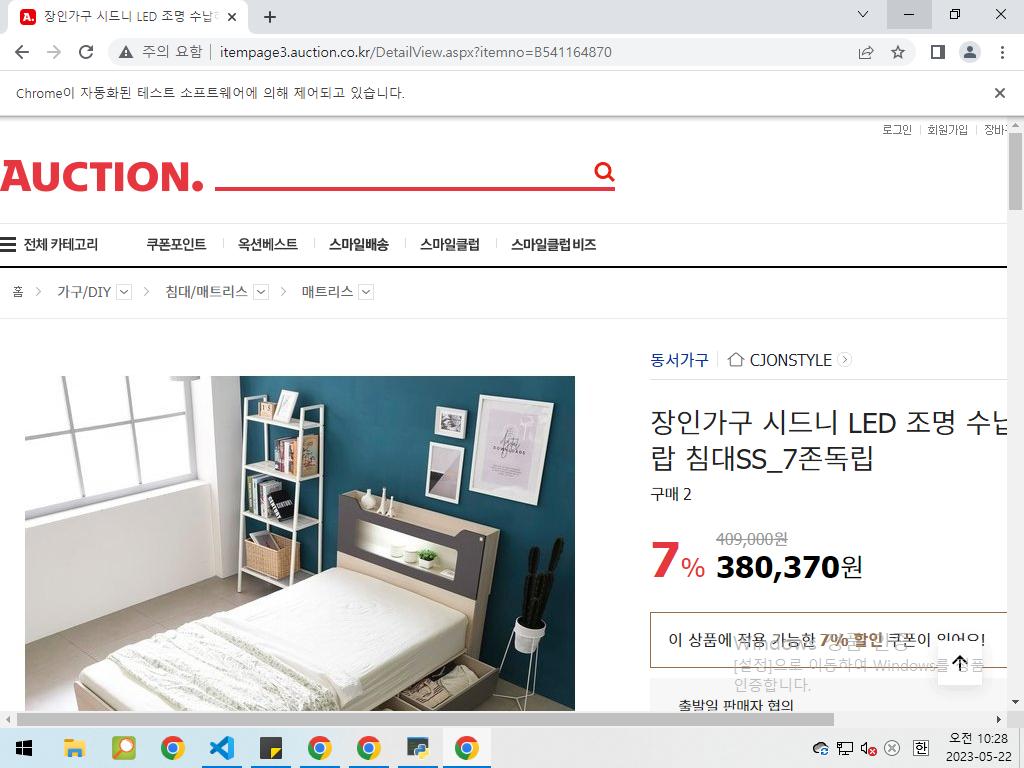 장인가구 시드니 LED 조명 수납
주의 요함
itempage3.auction.co.kr/DetailView.aspx?itemno=B541164870
Chrome이 자동화된 테스트 소프트웨어에 의해 제어되고 있습니다.
로그인 회원가입 장바구
AUCTION.
전체 카테고리 쿠폰포인트 옥션베스트 스마일배송 스마일클럽 스마일클럽 비즈
홈 가구/DIY 침대/매트리스 매트리스
동서가구 CJONSTYLE
장인가구 시드니 LED 조명 수납
랍 침대SS_7존독립
구매 2
409,000원
7% 380,370원
이 상품에 적용 가능한 7% 할인 쿠폰이 있어요!
Windows 정품 인증
[설정]으로 이동하여 Windows를 정품
인증합니다.
출발일 판매자 협의
digital
DOWNLOADS
한
오전 10:28
2023-05-22